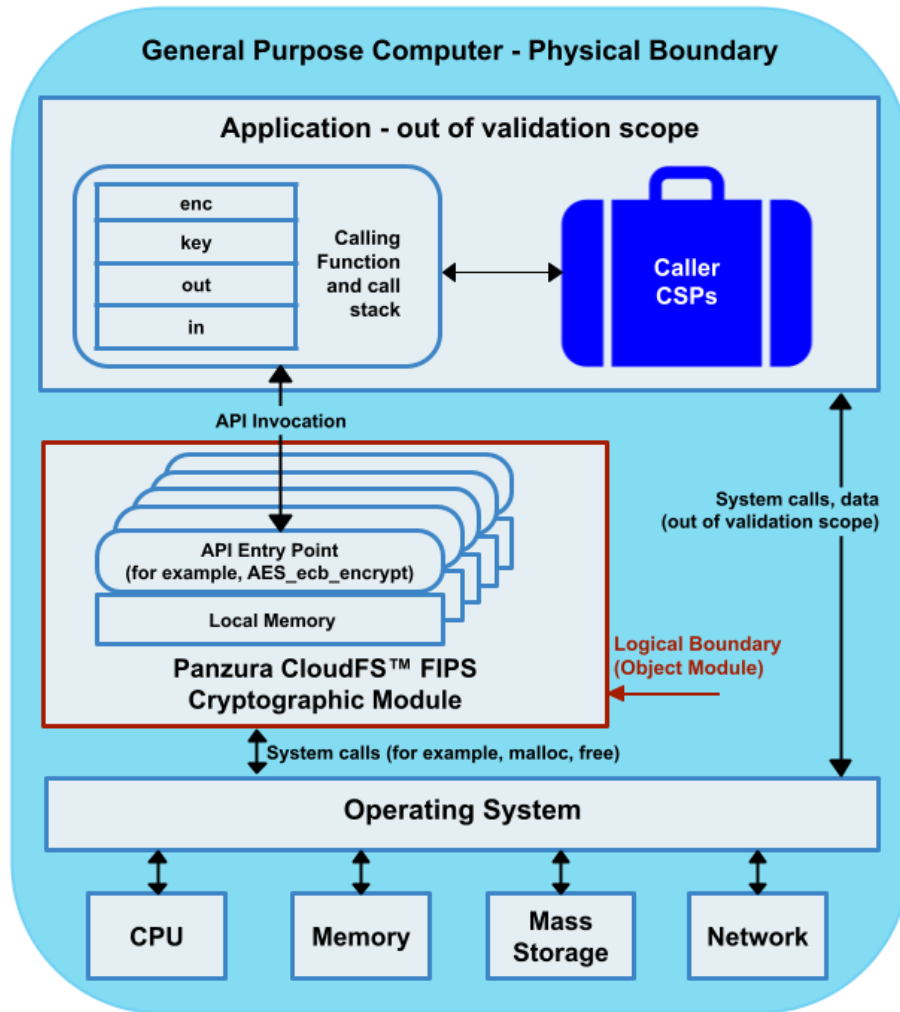 General Purpose Computer - Physical Boundary
Application - out of validation scope
enc
key
out
in
Calling
Function
and call
stack
Caller
CSPs
API Invocation
System calls, data
(out of validation scope)
API Entry Point
(for example, AES_ecb_encrypt)
Local Memory
Panzura CloudFS™ FIPS
Cryptographic Module
Logical Boundary
(Object Module)
System calls (for example, malloc, free)
Operating System
CPU
Memory
Mass
Storage
Network